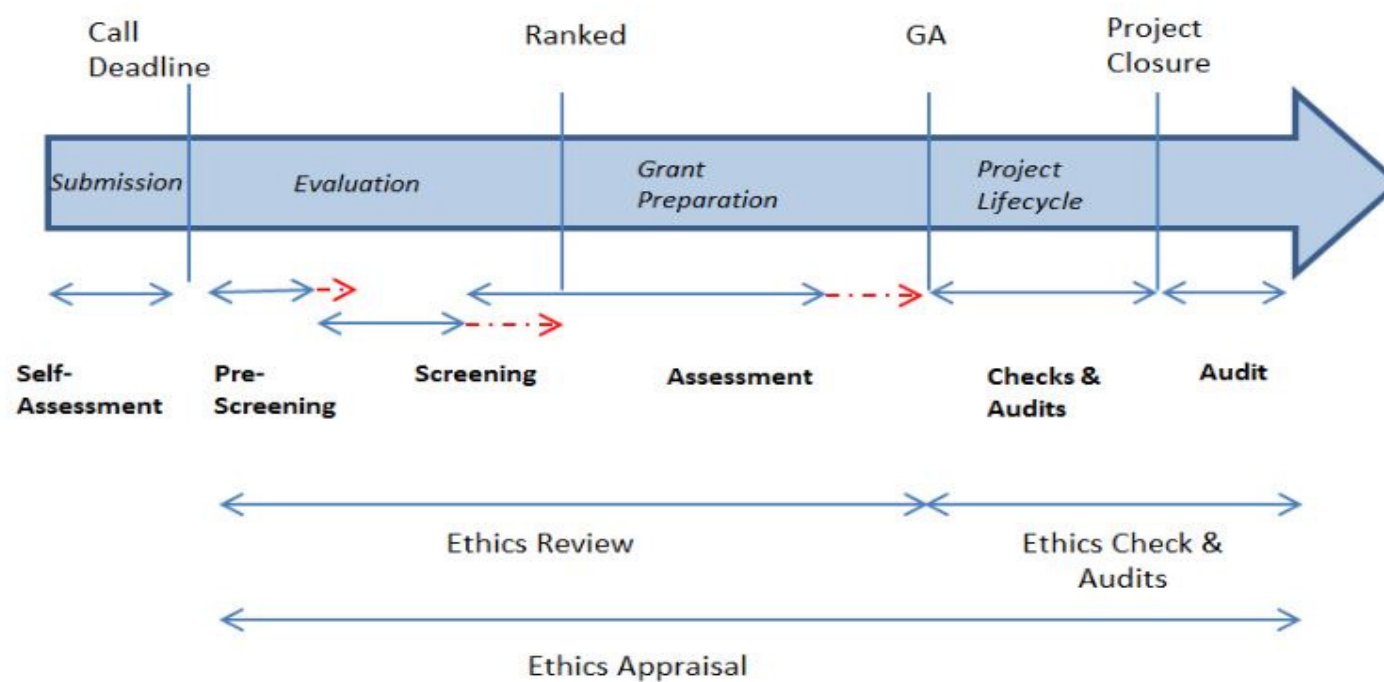 Call
Deadline
Ranked
GA
Project
Closure
Submission
Evaluation
Grant
Preparation
Project
Lifecycle
Self-
Assessment
Pre-
Screening
Screening
Assessment
Checks &
Audits
Audit
Ethics Review
Ethics Check &
Audits
Ethics Appraisal